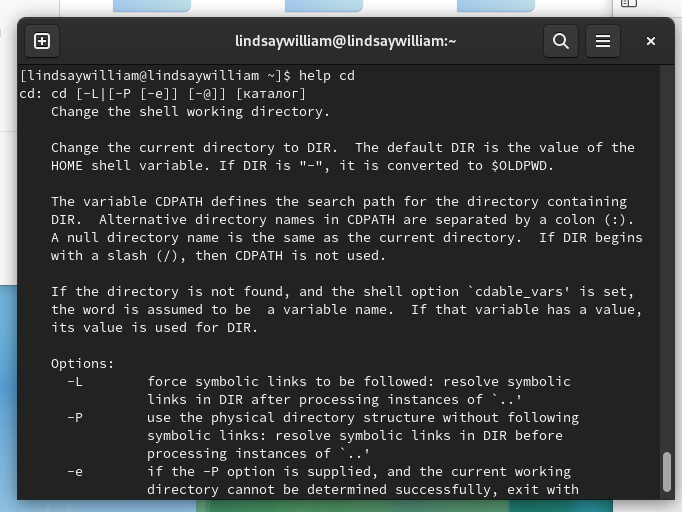 lindsaywilliam@lindsaywilliam:~
[lindsaywilliam@lindsaywilliam ~]$ help cd
cd: cd [-L|[-P [-e]] [-@]] [каталог]
Change the shell working directory.
Change the current directory to DIR.  The default DIR is the value of the
HOME shell variable. If DIR is "-", it is converted to $OLDPWD.
The variable CDPATH defines the search path for the directory containing
DIR.  Alternative directory names in CDPATH are separated by a colon (:).
A null directory name is the same as the current directory.  If DIR begins
with a slash (/), then CDPATH is not used.
If the directory is not found, and the shell option `cdable_vars' is set,
the word is assumed to be  a variable name.  If that variable has a value,
its value is used for DIR.
Options:
-L        force symbolic links to be followed: resolve symbolic
links in DIR after processing instances of `..'
-P        use the physical directory structure without following
symbolic links: resolve symbolic links in DIR before
processing instances of `..'
-e        if the -P option is supplied, and the current working
directory cannot be determined successfully, exit with